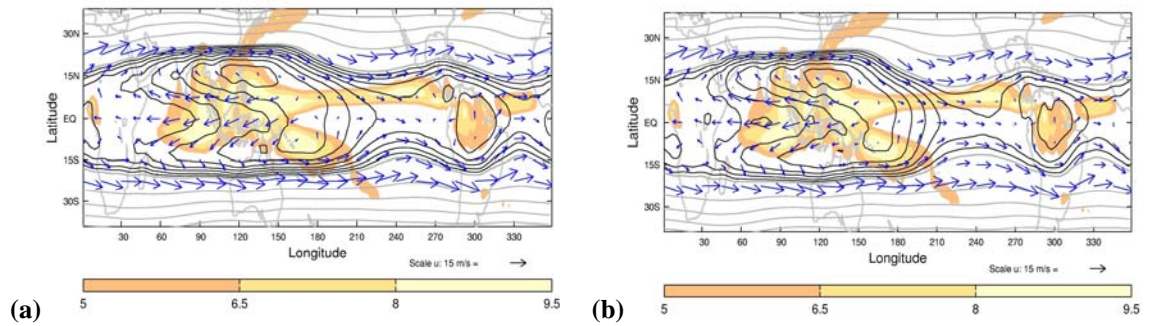 30N
15N
EQ
15S
30S
Latitude
30 60 90 120 150 180 210 240 270 300 330
Longitude
Scale u: 15 m/s =
5 6.5 8 9.5
(a)
30N
15N
EQ
15S
30S
Latitude
30 60 90 120 150 180 210 240 270 300 330
Longitude
Scale u: 15 m/s =
5 6.5 8 9.5
(b)